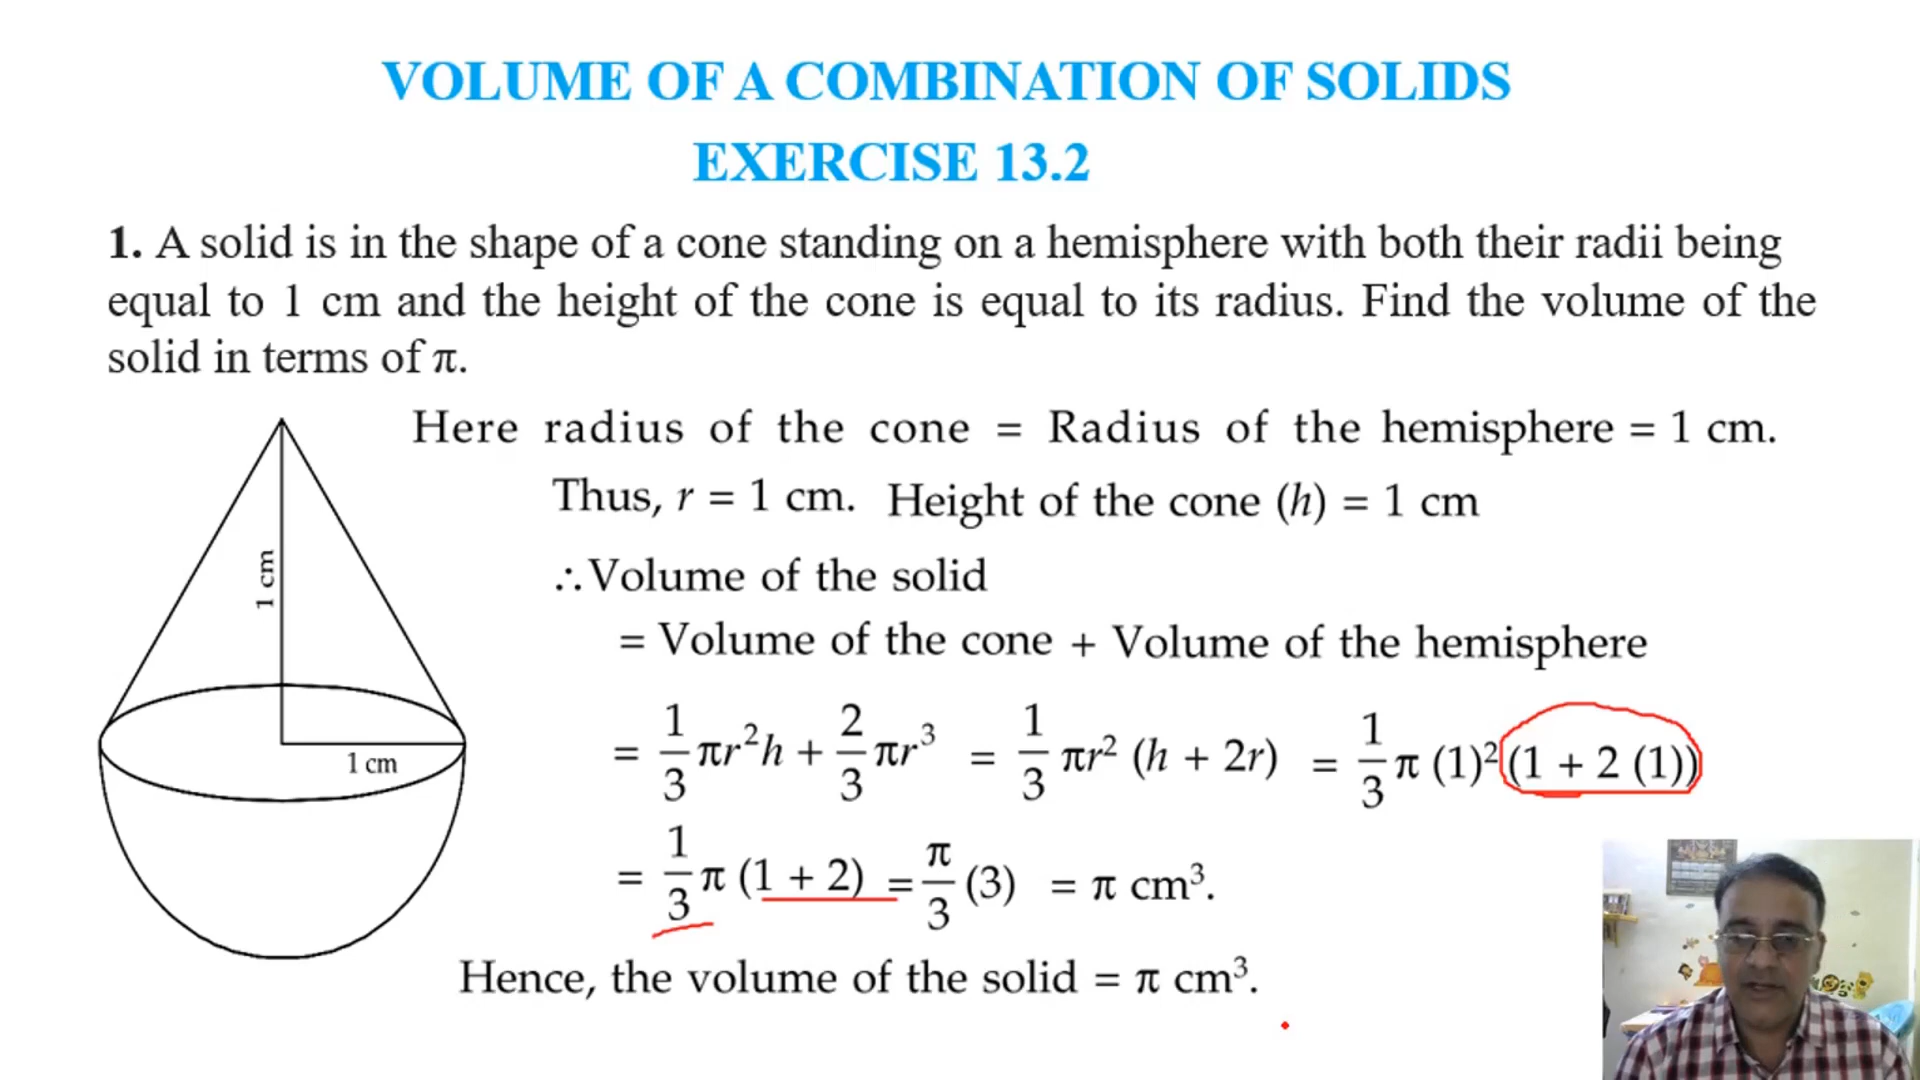 VOLUME OF A COMBINATION OF SOLIDS
EXERCISE 13.2
1. A solid is in the shape of a cone standing on a hemisphere with both their radii being
equal to 1 cm and the height of the cone is equal to its radius. Find the volume of the
solid in terms of π.
Here radius of the cone = Radius of the hemisphere = 1 cm.
Thus, r = 1 cm. Height of the cone (h) = 1 cm
∴ Volume of the solid
= Volume of the cone + Volume of the hemisphere
= 1/3 πr²h + 2/3 πr³ = 1/3 πr² (h + 2r) = 1/3 π (1)² (1 + 2 (1))
= 1/3 π (1 + 2) = π/3 (3) = π cm³.
Hence, the volume of the solid = π cm³.
1 cm
1 cm